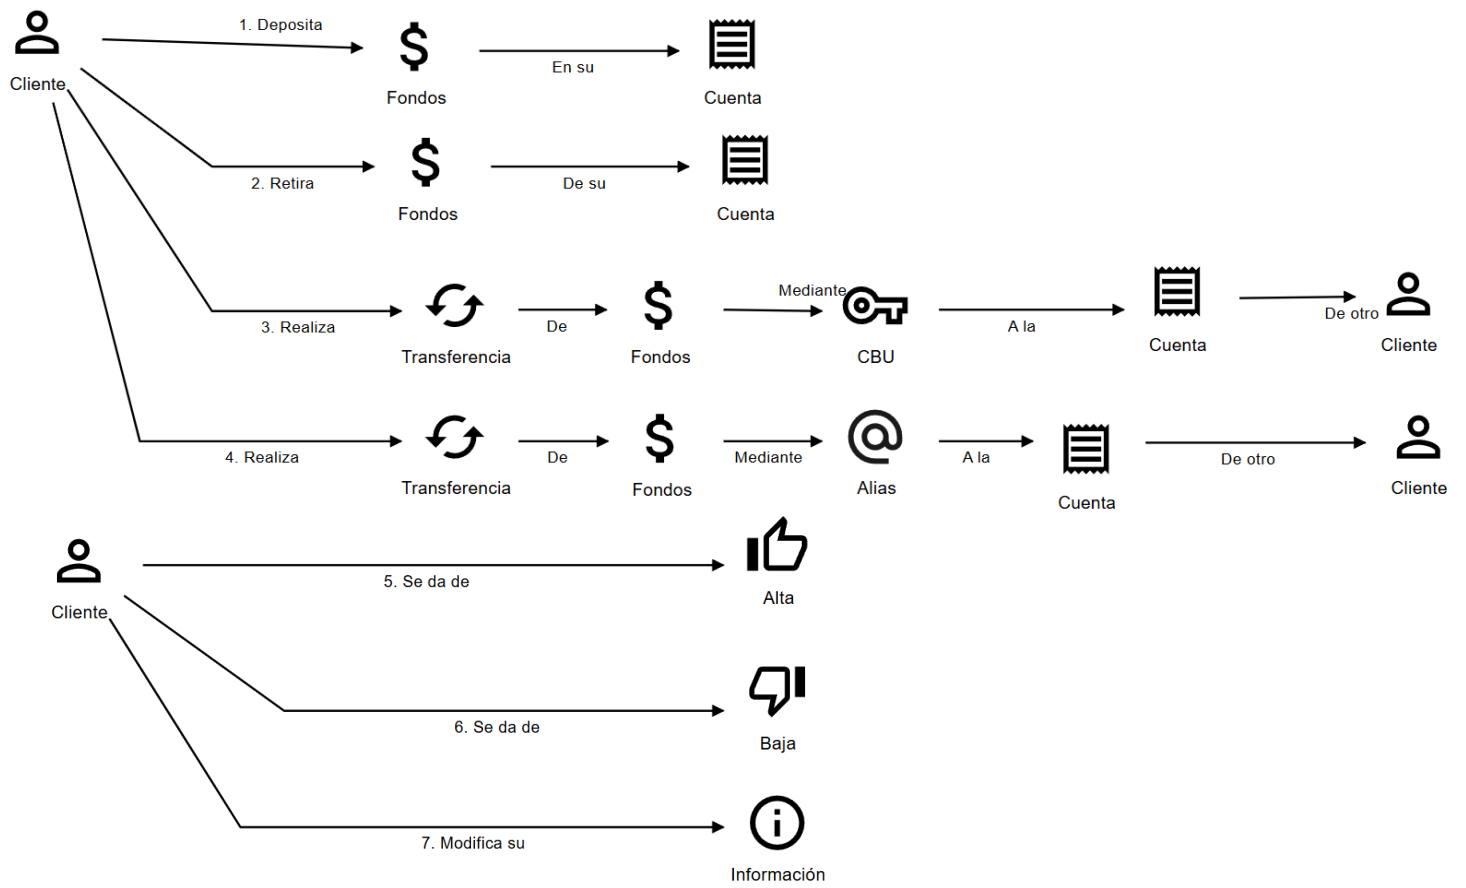 1. Deposita
Cliente
Fondos
En su
Cuenta
2. Retira
Fondos
De su
Cuenta
3. Realiza
Transferencia
De
Fondos
Mediante
CBU
A la
Cuenta
De otro
Cliente
4. Realiza
Transferencia
De
Fondos
Mediante
Alias
A la
Cuenta
De otro
Cliente
Cliente
5. Se da de
Alta
6. Se da de
Baja
7. Modifica su
Información